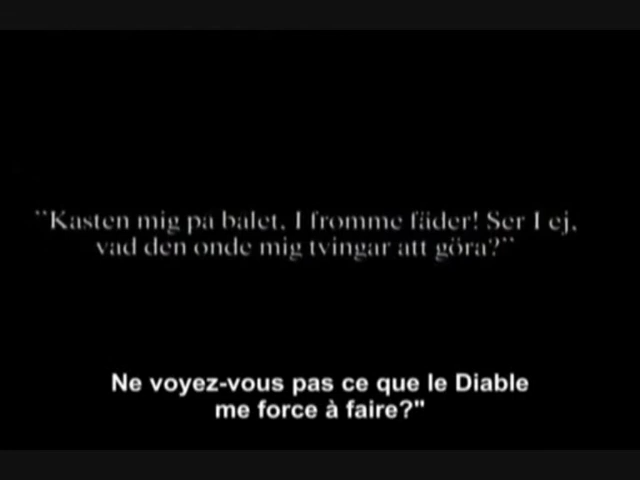 "Kasten mig pa balet, I fromme fäder! Ser I ej,
vad den onde mig tvingar att göra?"
Ne voyez-vous pas ce que le Diable
me force à faire?"